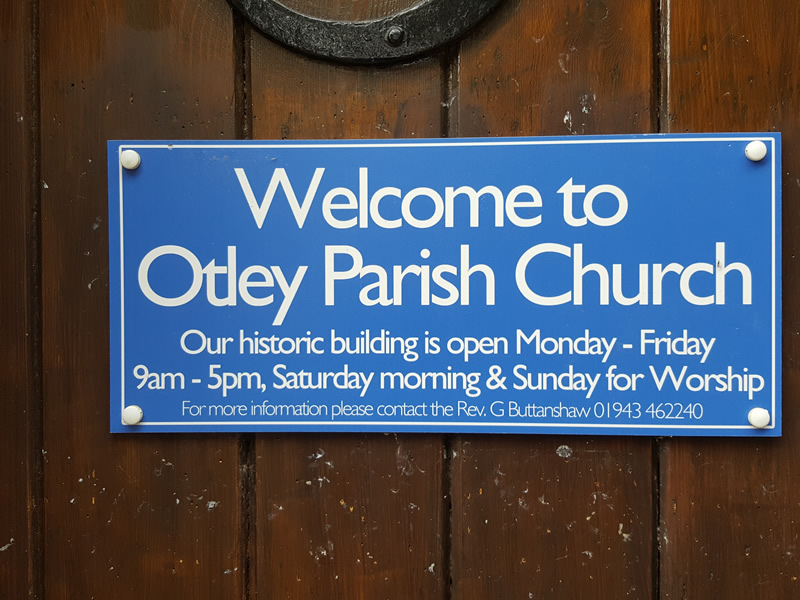 Welcome to
Otley Parish Church
Our historic building is open Monday - Friday
9am - 5pm, Saturday morning & Sunday for Worship
For more information please contact the Rev. G Buttanshaw 01943 462240